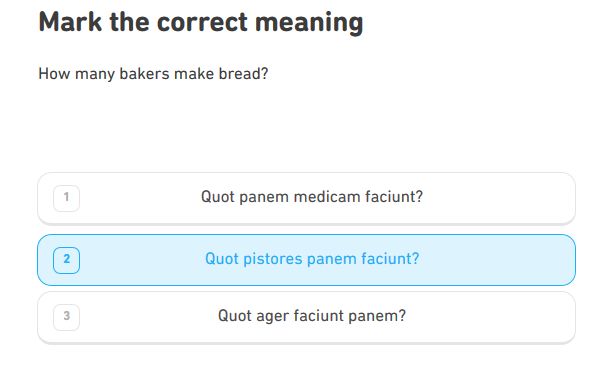 Mark the correct meaning
How many bakers make bread?
1 Quot panem medicam faciunt?
2 Quot pistores panem faciunt?
3 Quot ager faciunt panem?